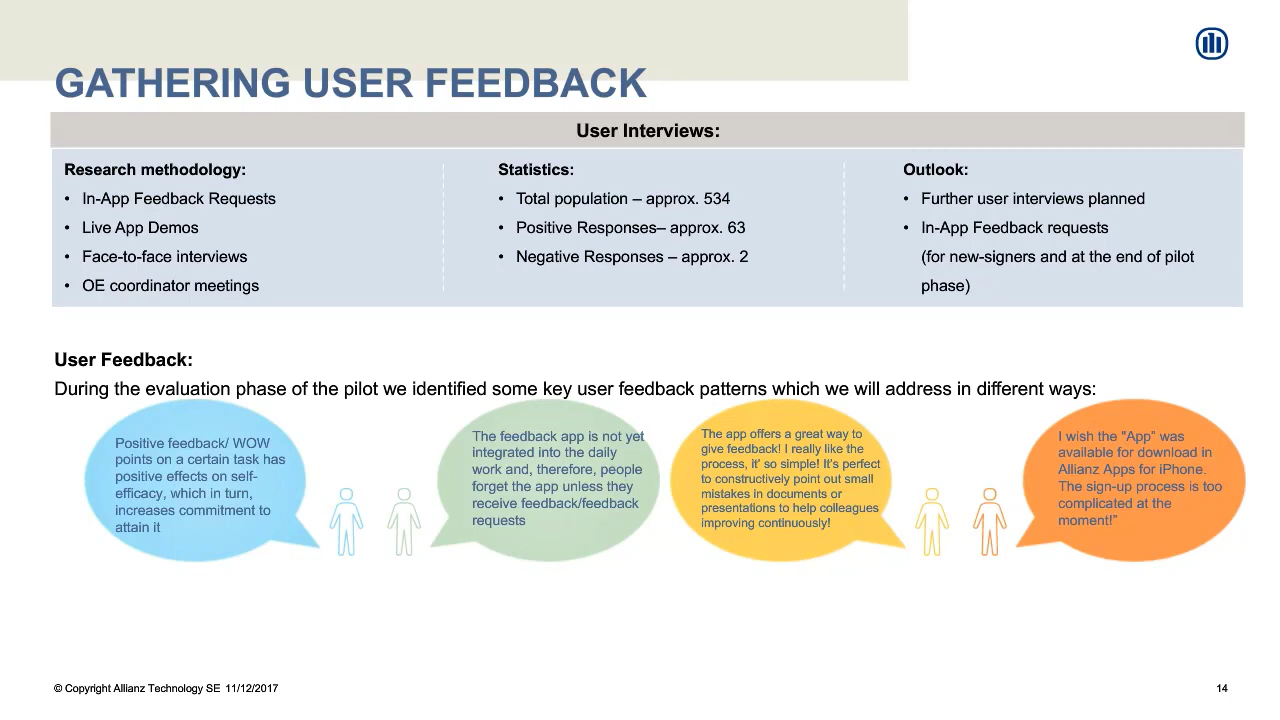 GATHERING USER FEEDBACK
User Interviews:
Research methodology:
• In-App Feedback Requests
• Live App Demos
• Face-to-face interviews
• OE coordinator meetings
Statistics:
• Total population – approx. 534
• Positive Responses– approx. 63
• Negative Responses – approx. 2
Outlook:
• Further user interviews planned
• In-App Feedback requests
(for new-signers and at the end of pilot
phase)
User Feedback:
During the evaluation phase of the pilot we identified some key user feedback patterns which we will address in different ways:
Positive feedback/ WOW
points on a certain task has
positive effects on self-
efficacy, which in turn,
increases commitment to
attain it
The feedback app is not yet
integrated into the daily
work and, therefore, people
forget the app unless they
receive feedback/feedback
requests
The app offers a great way to
give feedback! I really like the
process, it' so simple! It's perfect
to constructively point out small
mistakes in documents or
presentations to help colleagues
improving continuously!
I wish the "App” was
available for download in
Allianz Apps for iPhone.
The sign-up process is too
complicated at the
moment!”
© Copyright Allianz Technology SE 11/12/2017
14